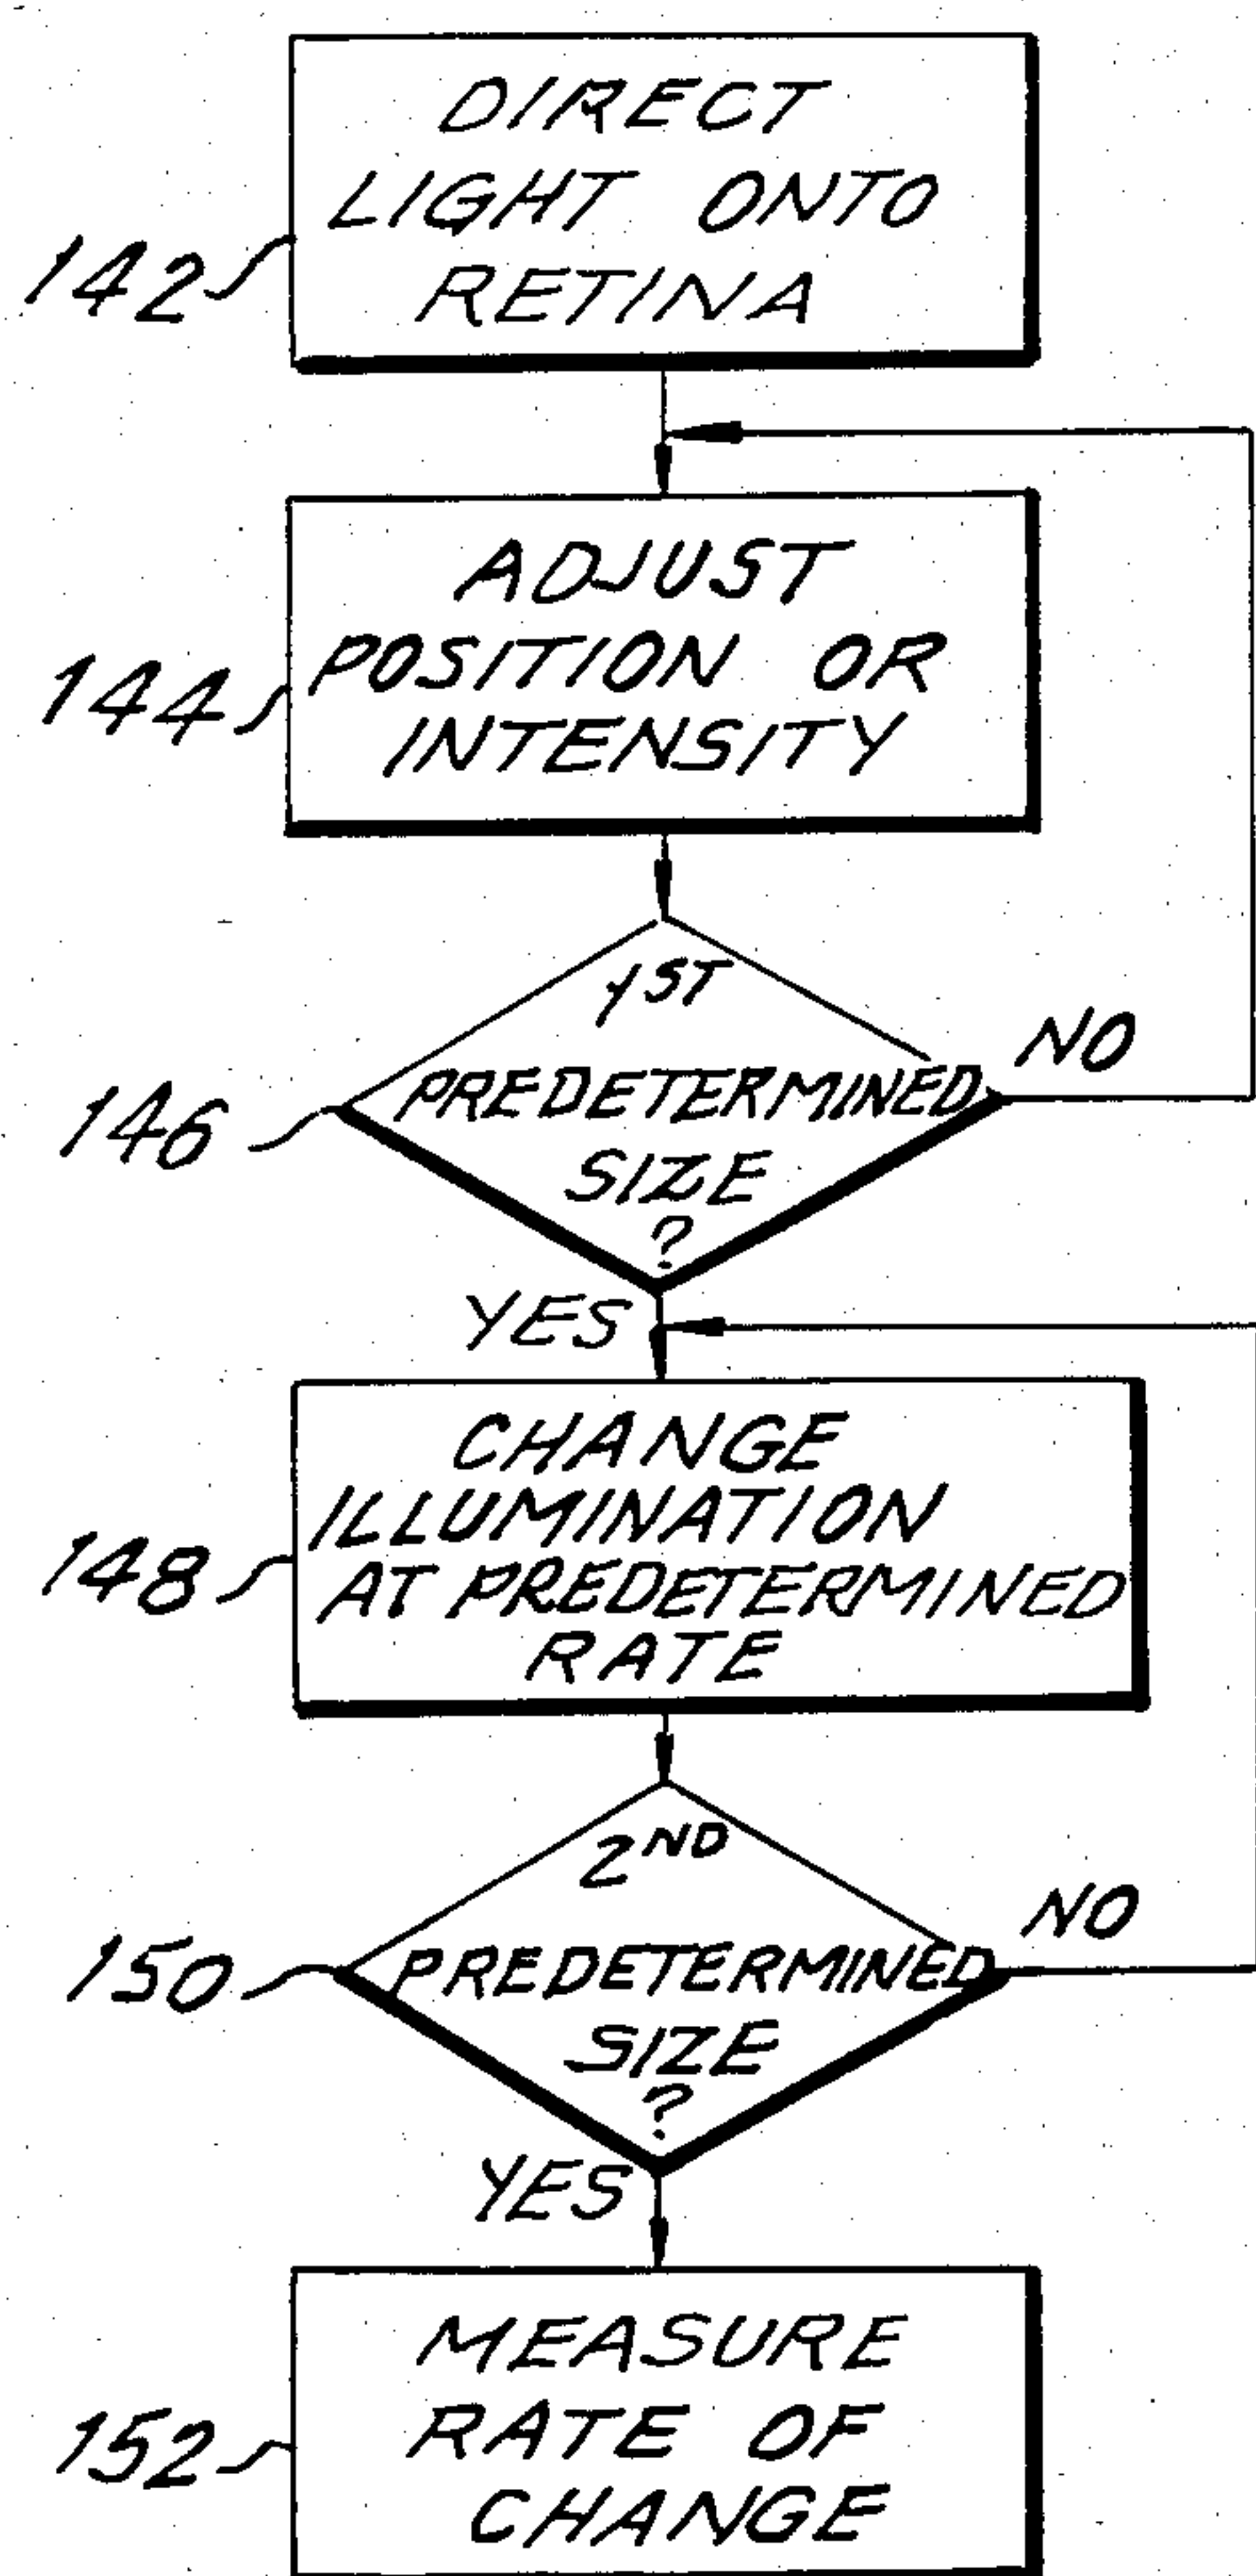 DIRECT
LIGHT ONTO
RETINA
142
ADJUST
POSITION OR
INTENSITY
144
1ST
PREDETERMINED
SIZE
?
146
NO
YES
CHANGE
ILLUMINATION
AT PREDETERMINED
RATE
148
2ND
PREDETERMINED
SIZE
?
150
NO
YES
MEASURE
RATE OF
CHANGE
152